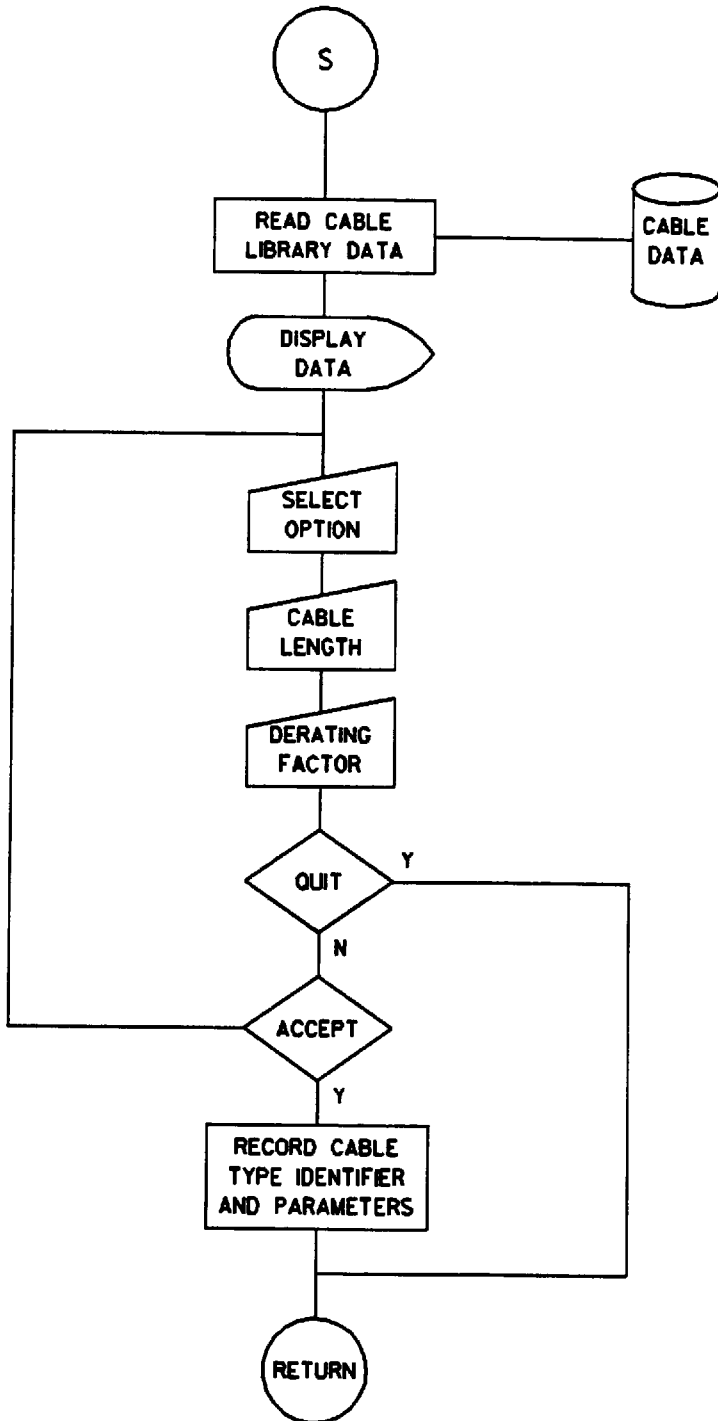 S
READ CABLE
LIBRARY DATA
CABLE
DATA
DISPLAY
DATA
SELECT
OPTION
CABLE
LENGTH
DERATING
FACTOR
QUIT
Y
N
ACCEPT
Y
RECORD CABLE
TYPE IDENTIFIER
AND PARAMETERS
RETURN